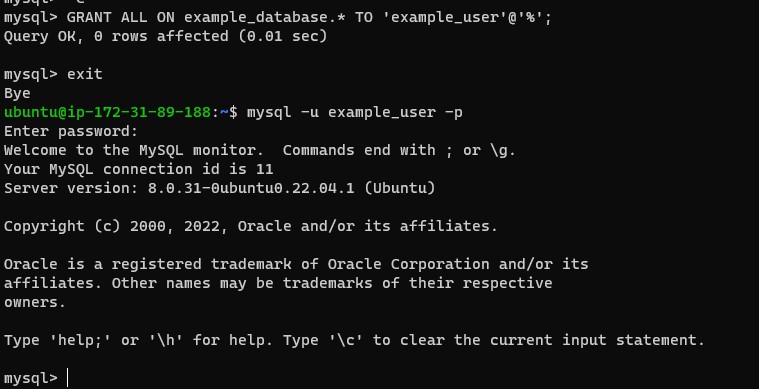 mysql> GRANT ALL ON example_database.* TO 'example_user'@'%';
Query OK, 0 rows affected (0.01 sec)
mysql> exit
Bye
ubuntu@ip-172-31-89-188:~$ mysql -u example_user -p
Enter password:
Welcome to the MySQL monitor.  Commands end with ; or \g.
Your MySQL connection id is 11
Server version: 8.0.31-0ubuntu0.22.04.1 (Ubuntu)
Copyright (c) 2000, 2022, Oracle and/or its affiliates.
Oracle is a registered trademark of Oracle Corporation and/or its
affiliates. Other names may be trademarks of their respective
owners.
Type 'help;' or '\h' for help. Type '\c' to clear the current input statement.
mysql>